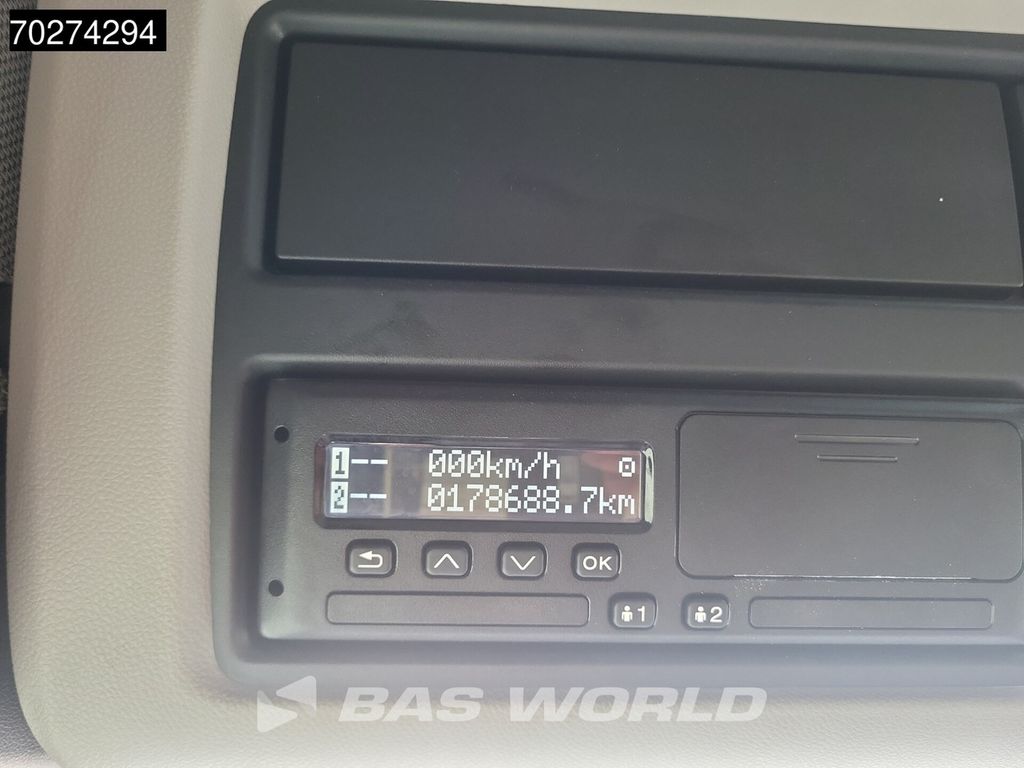 70274294
1-- 000km/h
2-- 0178688.7km
OK
1 2
BAS WORLD